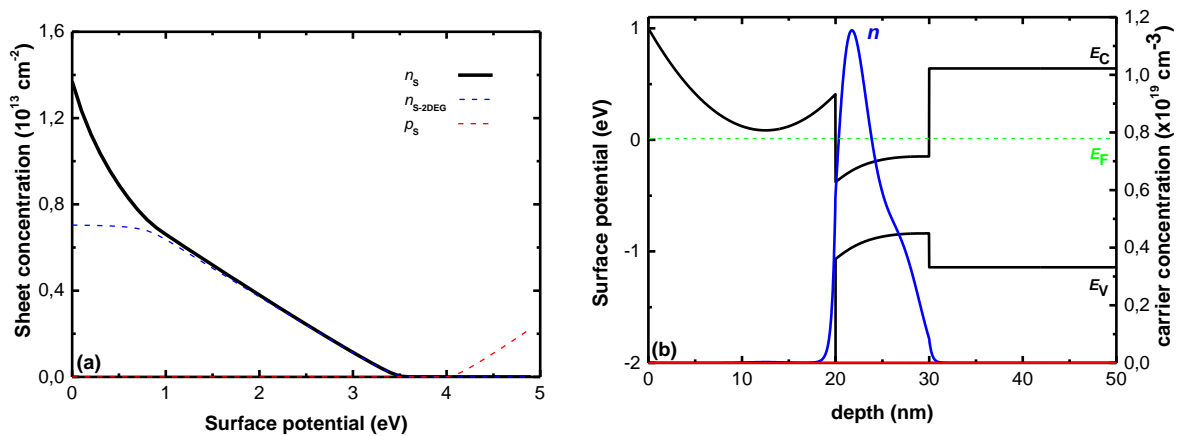 1,6
1,2
0,8
0,4
0,0
0 1 2 3 4 5
Sheet concentration (10^13 cm^-2)
Surface potential (eV)
n_S
n_S-2DEG
p_S
(a)
1
0
-1
-2
0 10 20 30 40 50
Surface potential (eV)
depth (nm)
n
E_C
E_F
E_V
(b)
1,2
1,0
0,8
0,6
0,4
0,2
0,0
carrier concentration (x10^19 cm-3)